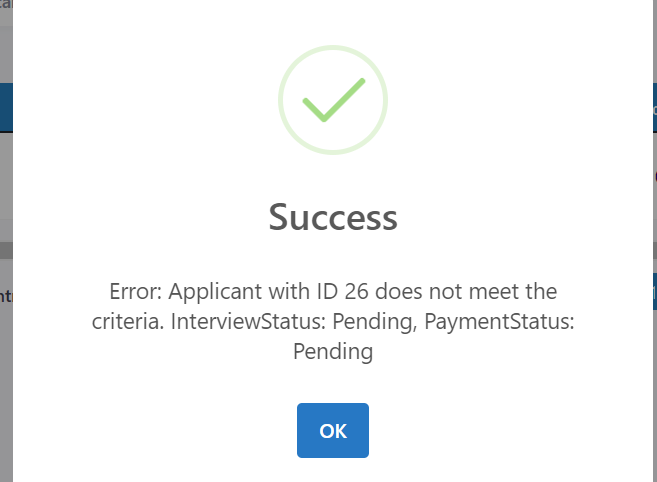 Success
Error: Applicant with ID 26 does not meet the
criteria. InterviewStatus: Pending, PaymentStatus:
Pending
OK